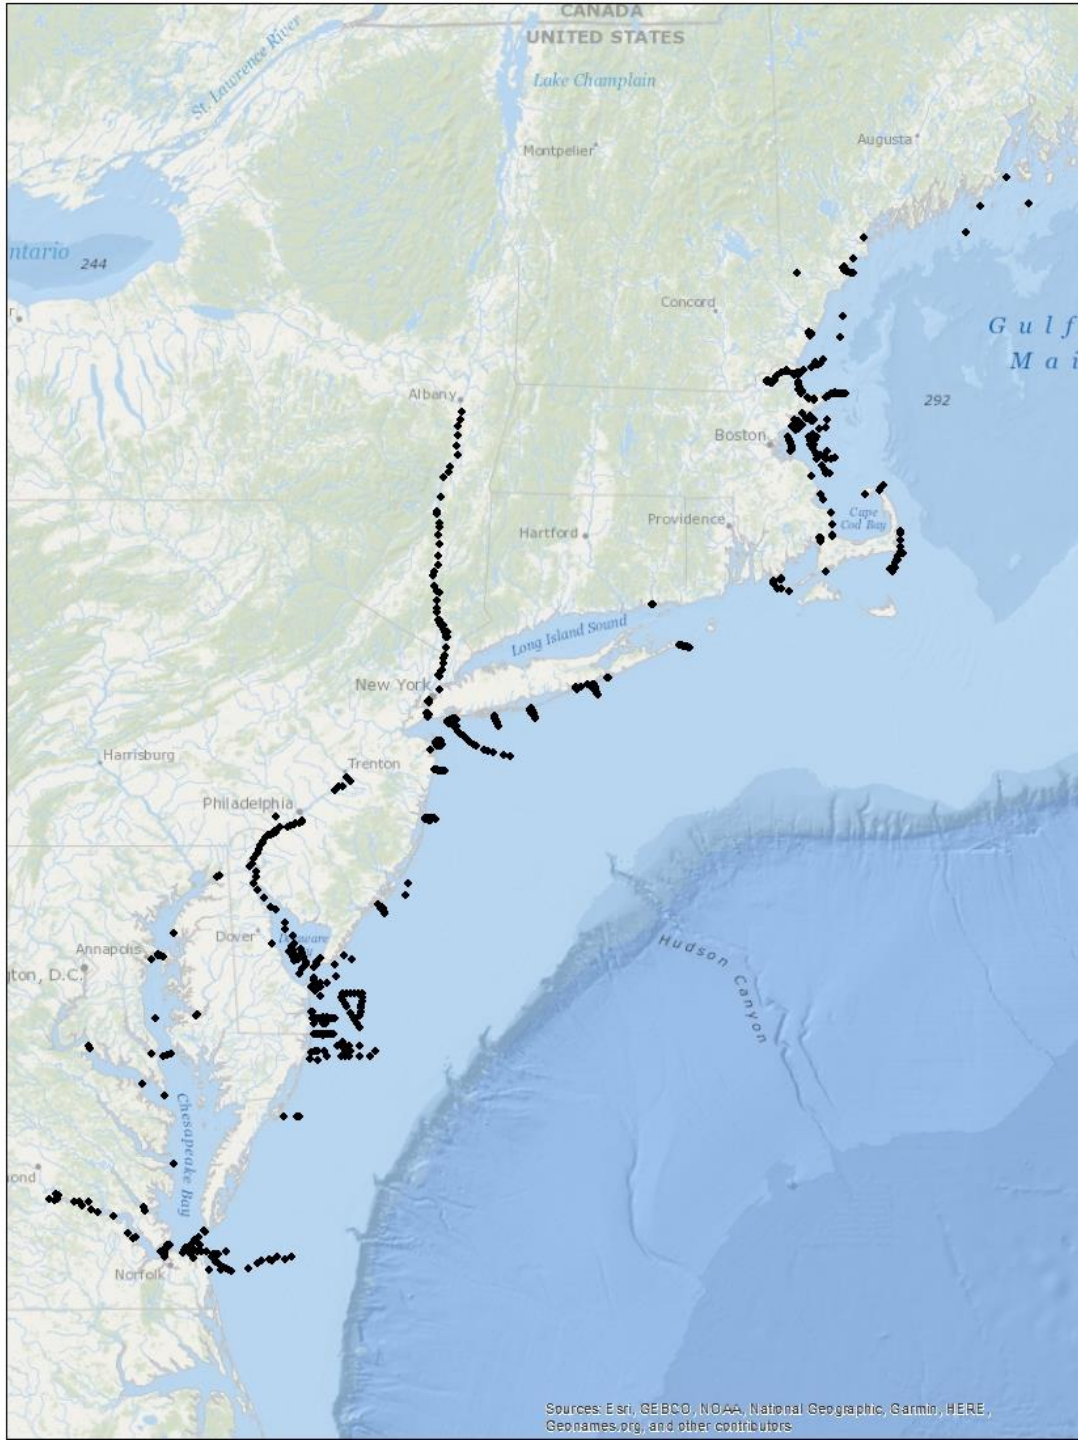 CANADA
UNITED STATES
St. Lawrence River
Lake Champlain
Montpelier
Augusta
ntario
244
r
Concord
Gulf
Mai
292
Albany
Boston
Cape
Cod Bay
Hartford
Providence
Long Island Sound
New York
Harrisburg
Trenton
Philadelphia
Dover
Annapolis
gton, D.C.
Hudson Canyon
Chesapeake Bay
ond
Norfolk
Sources: Esri, GEBCO, NOAA, National Geographic, Garmin, HERE,
Geonames.org, and other contributors